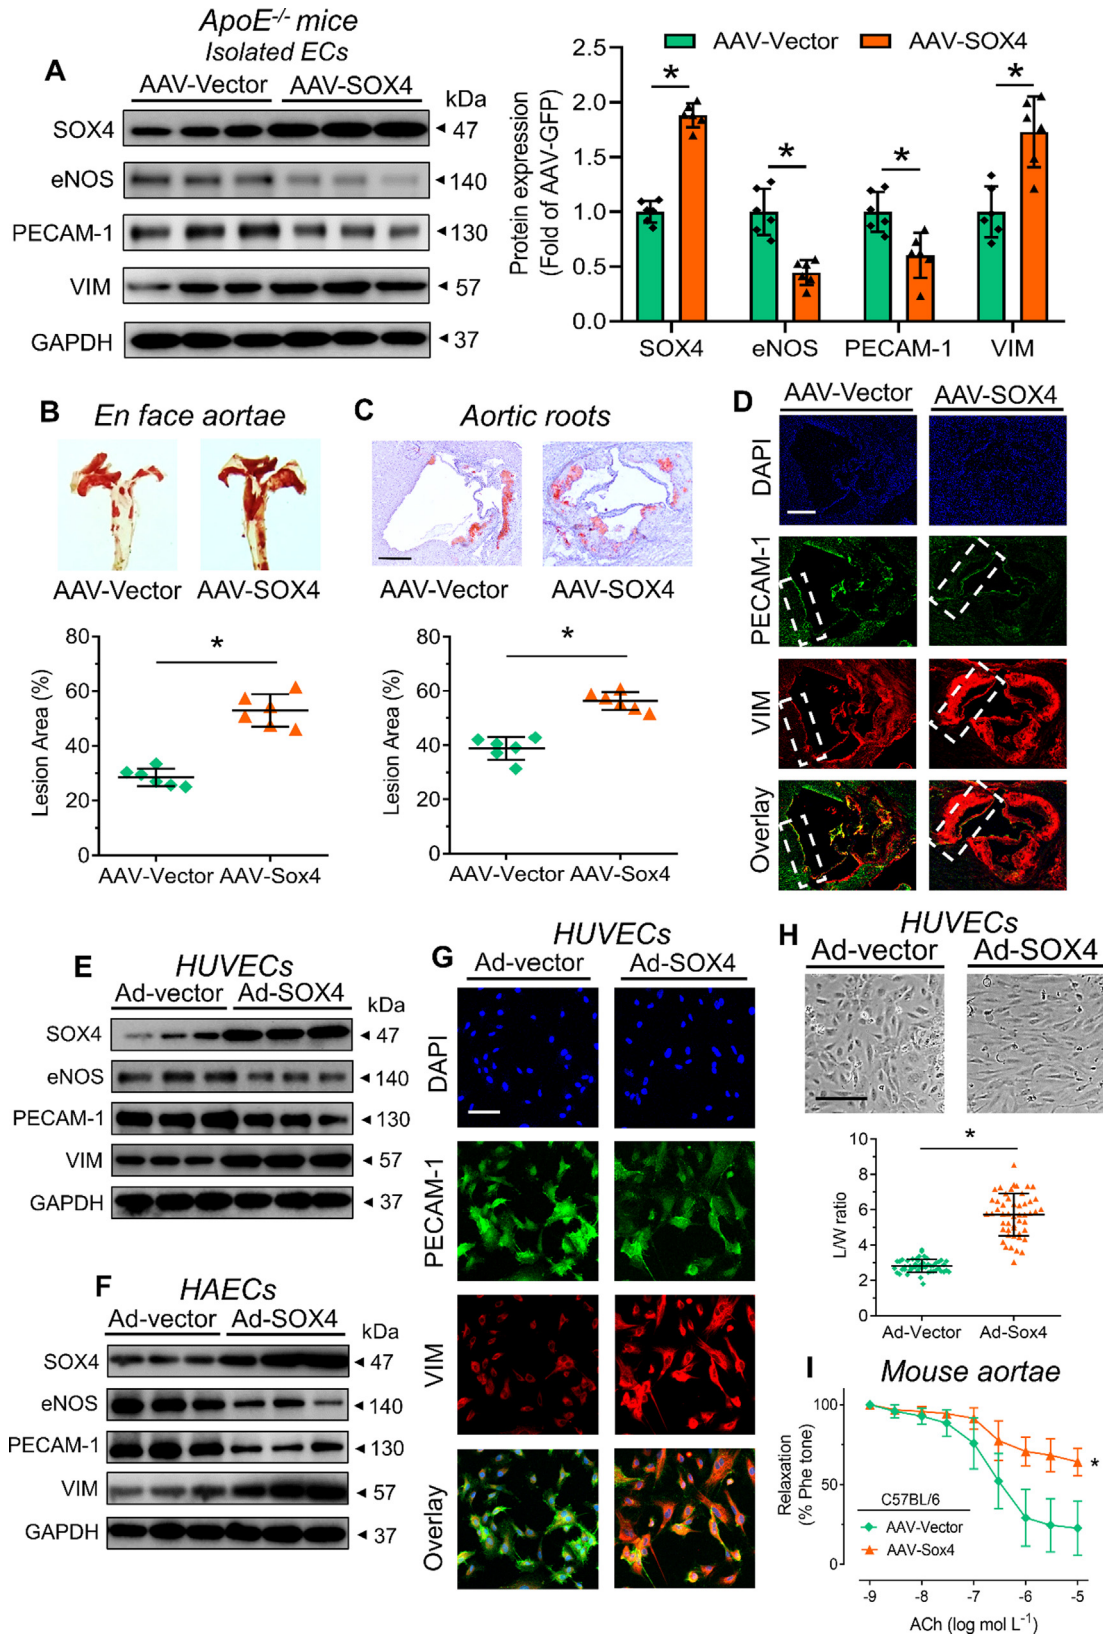 ApoE-/- mice
Isolated ECs
A
AAV-Vector AAV-SOX4
kDa
SOX4 47
eNOS 140
PECAM-1 130
VIM 57
GAPDH 37
AAV-Vector AAV-SOX4
Protein expression
(Fold of AAV-GFP)
2.5
2.0
1.5
1.0
0.5
0.0
* * * *
SOX4 eNOS PECAM-1 VIM
B En face aortae
AAV-Vector AAV-SOX4
Lesion Area (%)
80
60
40
20
0
*
AAV-Vector AAV-Sox4
C Aortic roots
AAV-Vector AAV-SOX4
Lesion Area (%)
80
60
40
20
0
*
AAV-Vector AAV-Sox4
D AAV-Vector AAV-SOX4
DAPI
PECAM-1
VIM
Overlay
E HUVECs
Ad-vector Ad-SOX4
kDa
SOX4 47
eNOS 140
PECAM-1 130
VIM 57
GAPDH 37
F HAECs
Ad-vector Ad-SOX4
kDa
SOX4 47
eNOS 140
PECAM-1 130
VIM 57
GAPDH 37
G HUVECs
Ad-vector Ad-SOX4
DAPI
PECAM-1
VIM
Overlay
H HUVECs
Ad-vector Ad-SOX4
L/W ratio
10
8
6
4
2
0
*
Ad-Vector Ad-Sox4
I Mouse aortae
Relaxation
(% Phe tone)
100
50
0
*
C57BL/6
AAV-Vector
AAV-Sox4
-9 -8 -7 -6 -5
ACh (log mol L-1)